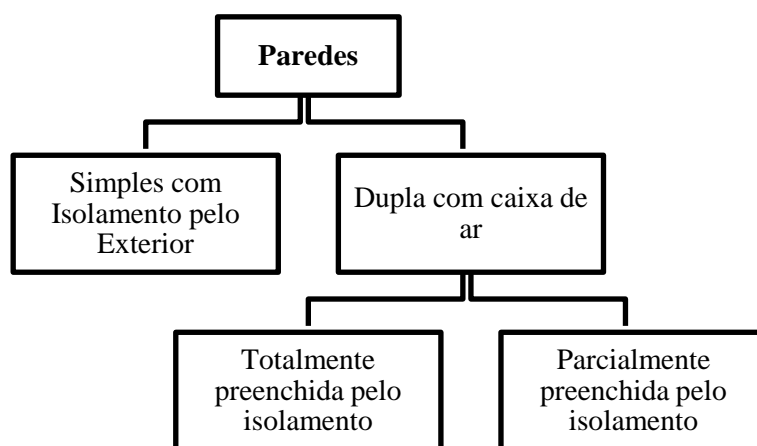 Paredes
Simples com
Isolamento pelo
Exterior
Dupla com caixa de
ar
Totalmente
preenchida pelo
isolamento
Parcialmente
preenchida pelo
isolamento